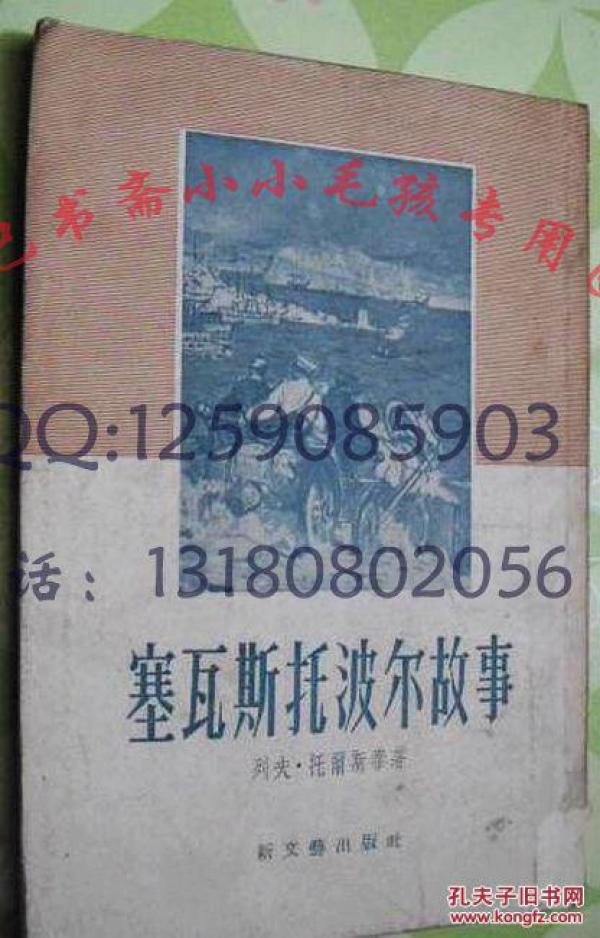 书斋小小毛孩专用
QQ:1259085903
话：13180802056
塞瓦斯托波尔故事
列夫·托爾斯泰著
新文藝出版社
孔夫子旧书网
www.kongfz.com